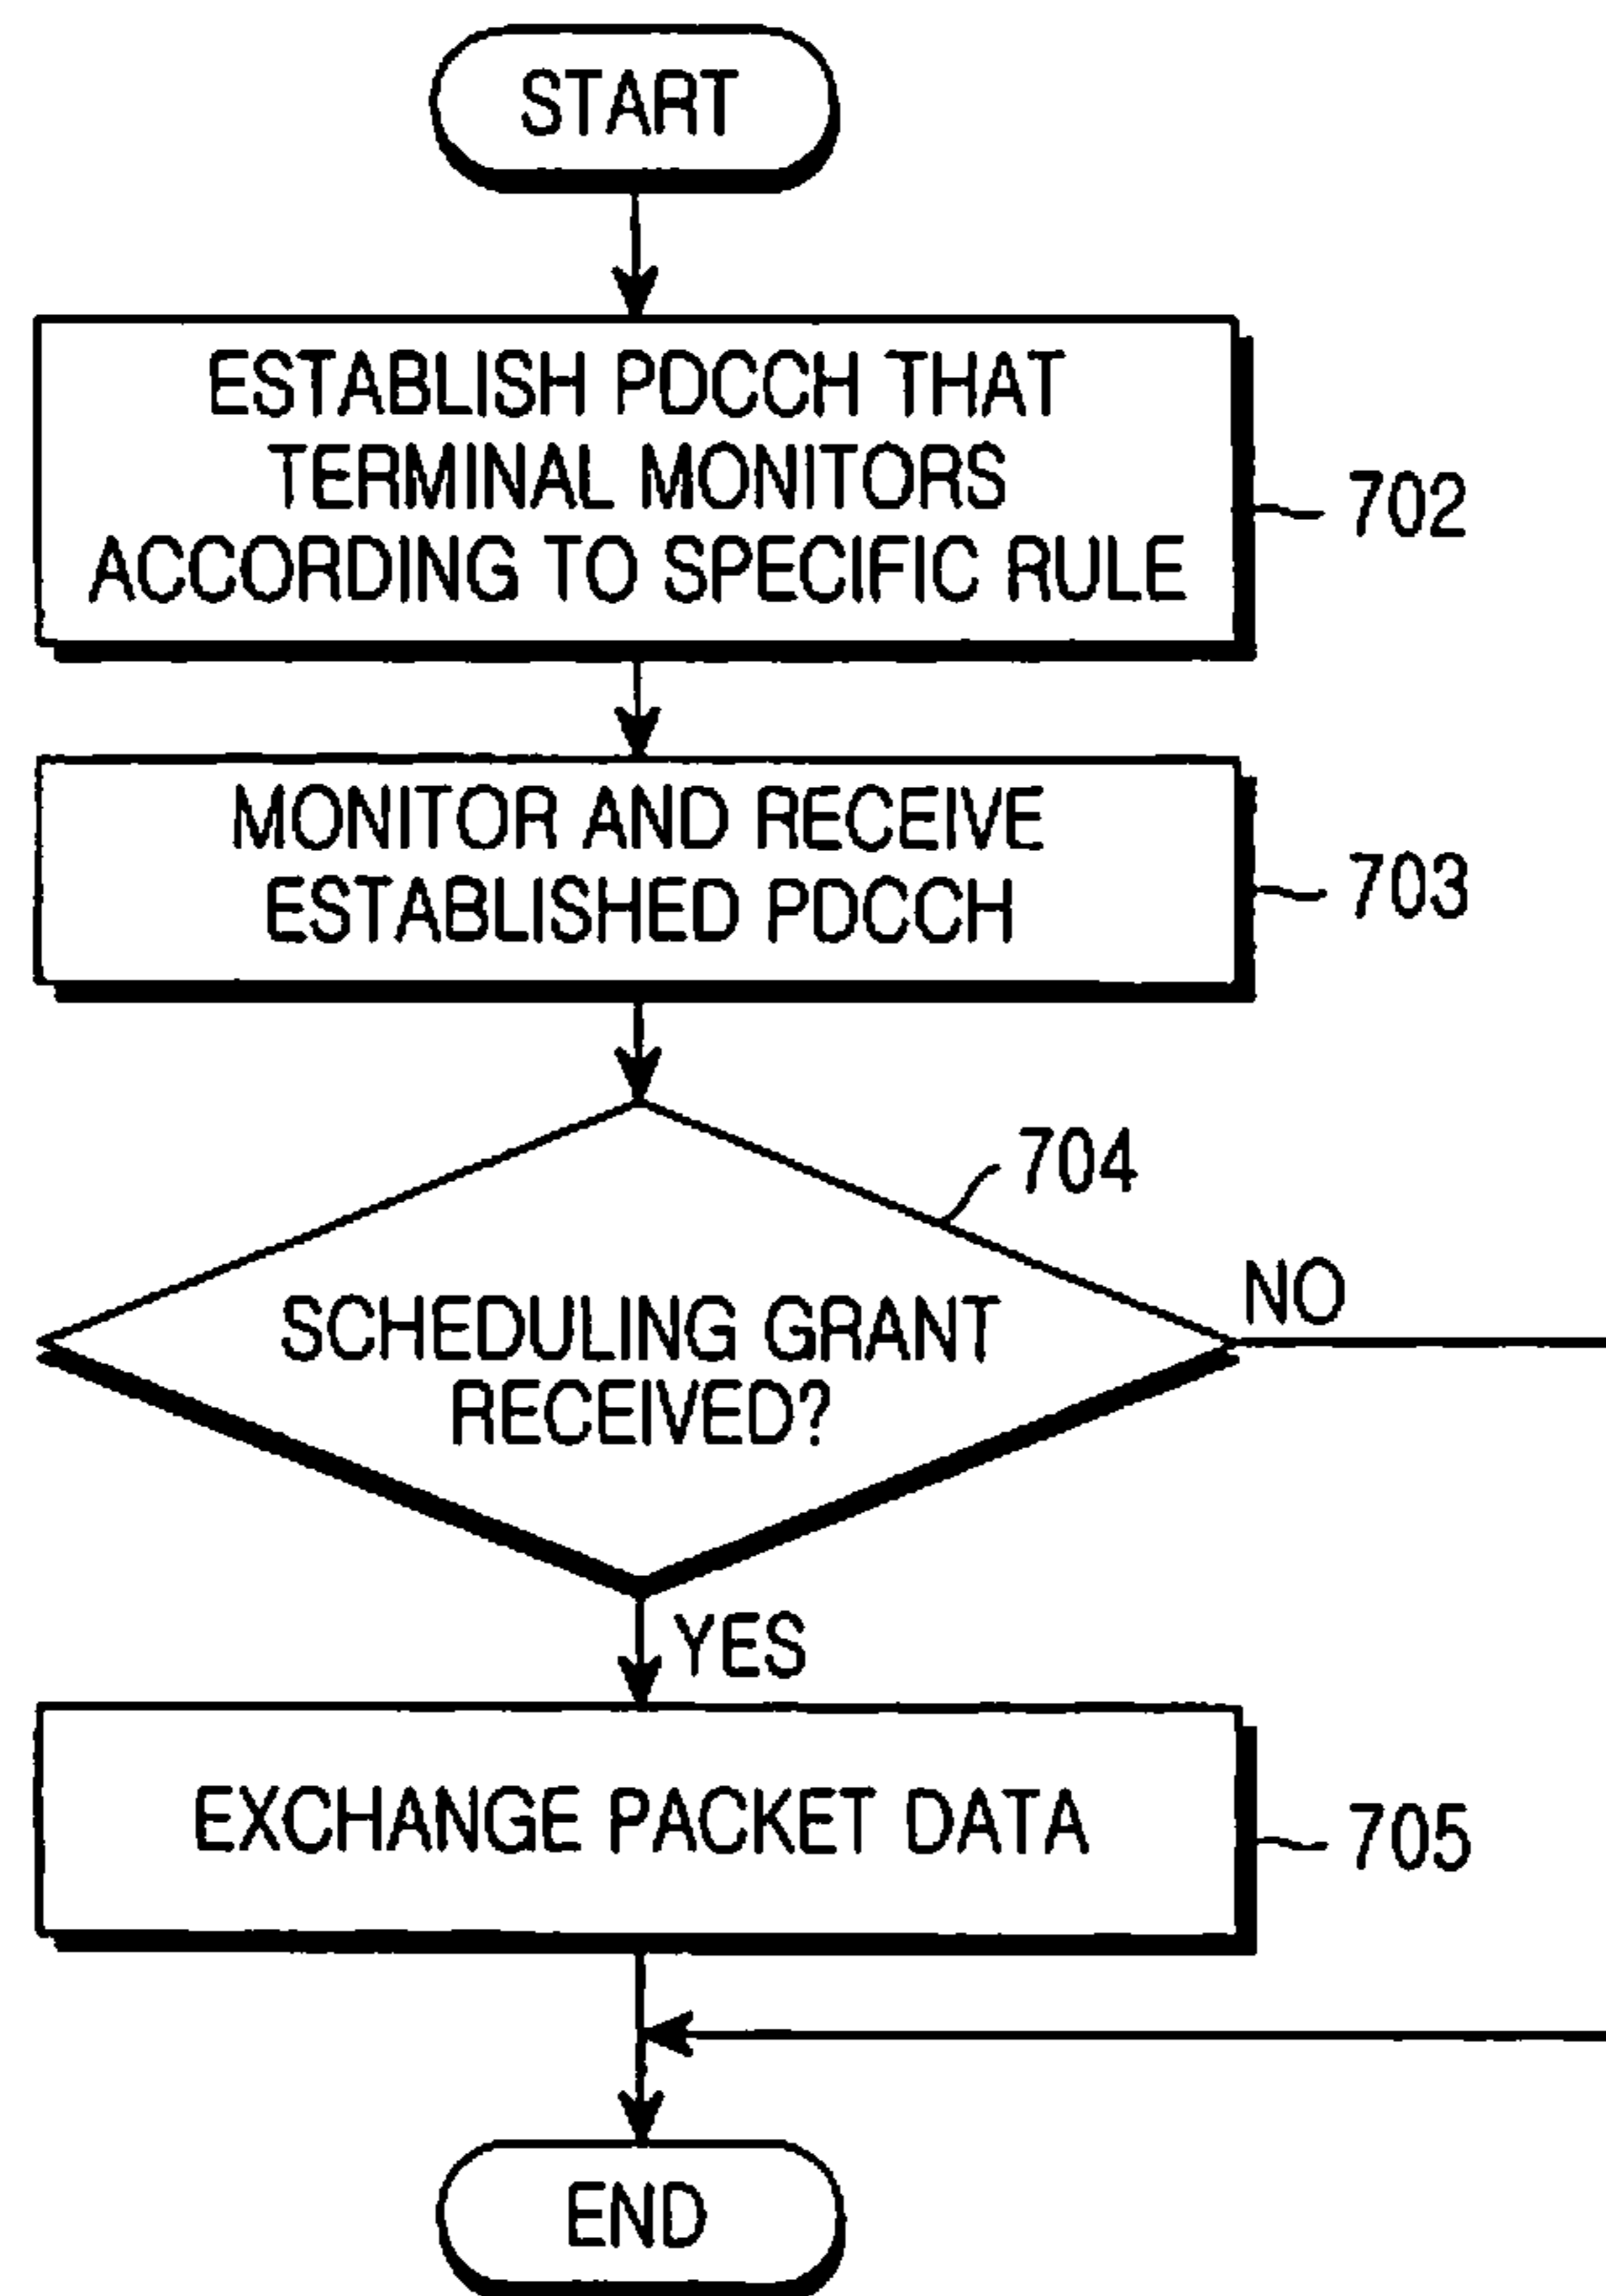 START
ESTABLISH PDCCH THAT
TERMINAL MONITORS
ACCORDING TO SPECIFIC RULE
702
MONITOR AND RECEIVE
ESTABLISHED PDCCH
703
704
NO
SCHEDULING GRANT
RECEIVED?
YES
EXCHANGE PACKET DATA
705
END